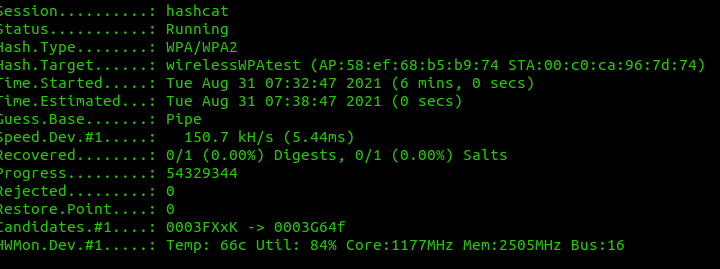 Session..........: hashcat
Status...........: Running
Hash.Type........: WPA/WPA2
Hash.Target......: wirelessWPAtest (AP:58:ef:68:b5:b9:74 STA:00:c0:ca:96:7d:74)
Time.Started.....: Tue Aug 31 07:32:47 2021 (6 mins, 0 secs)
Time.Estimated...: Tue Aug 31 07:38:47 2021 (0 secs)
Guess.Base.......: Pipe
Speed.Dev.#1.....:   150.7 kH/s (5.44ms)
Recovered........: 0/1 (0.00%) Digests, 0/1 (0.00%) Salts
Progress.........: 54329344
Rejected.........: 0
Restore.Point....: 0
Candidates.#1....: 0003FXxK -> 0003G64f
HWMon.Dev.#1.....: Temp: 66c Util: 84% Core:1177MHz Mem:2505MHz Bus:16